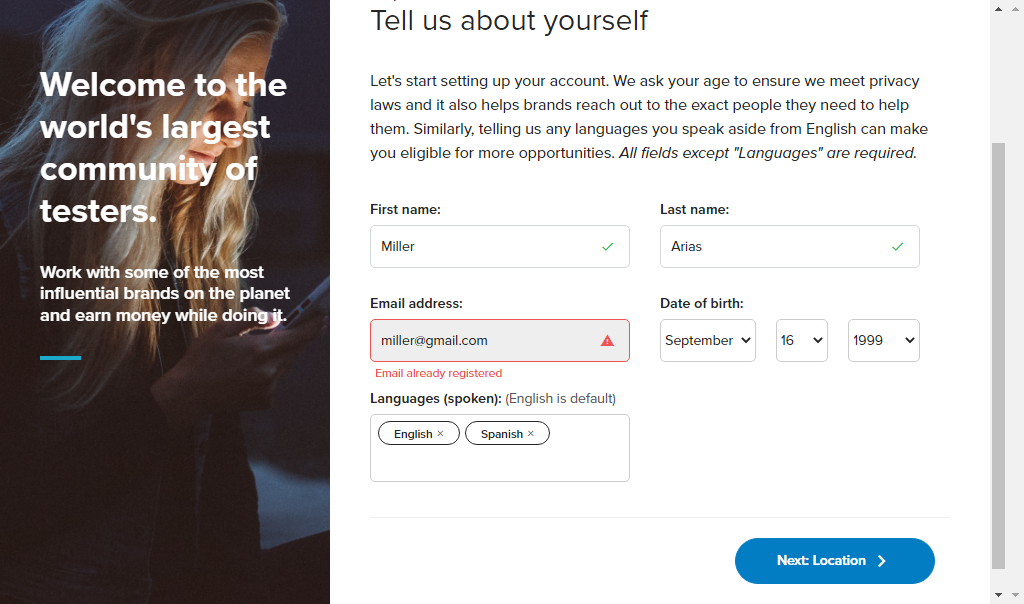 Welcome to the
world's largest
community of
testers.
Work with some of the most
influential brands on the planet
and earn money while doing it.
Tell us about yourself
Let's start setting up your account. We ask your age to ensure we meet privacy
laws and it also helps brands reach out to the exact people they need to help
them. Similarly, telling us any languages you speak aside from English can make
you eligible for more opportunities. All fields except "Languages" are required.
First name:
Last name:
Miller
Arias
Email address:
Date of birth:
miller@gmail.com
September
16
1999
Email already registered
Languages (spoken): (English is default)
English ×
Spanish ×
Next: Location